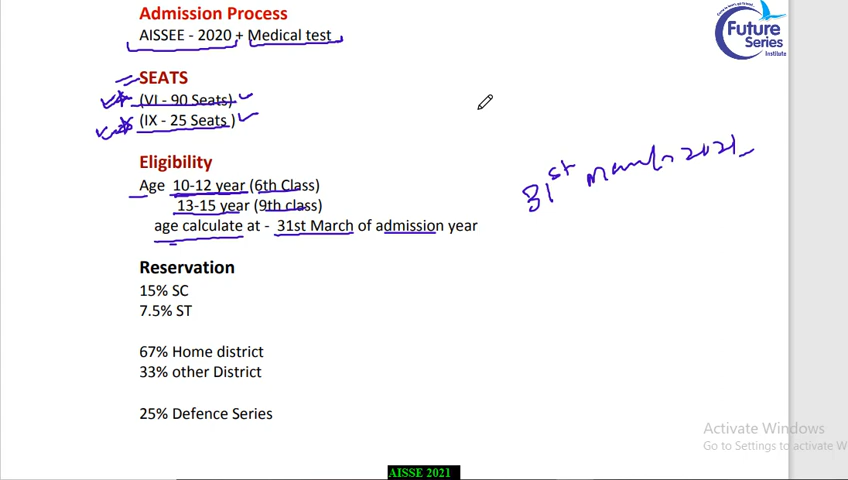 Admission Process
AISSEE - 2020 + Medical test
Future
Series
Institute
SEATS
(VI - 90 Seats)
(IX - 25 Seats )
Eligibility
Age 10-12 year (6th Class)
13-15 year (9th class)
age calculate at - 31st March of admission year
31st March 2021
Reservation
15% SC
7.5% ST
67% Home district
33% other District
25% Defence Series
Activate Windows
Go to Settings to activate W
AISSE 2021